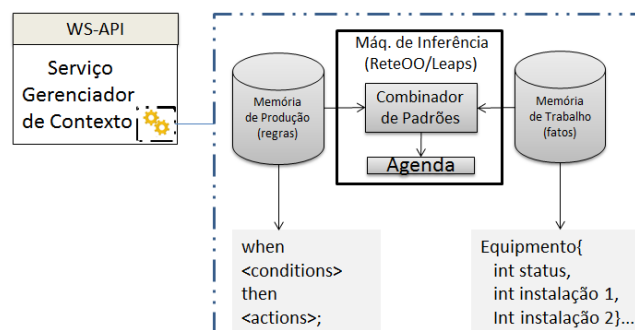 WS-API
Serviço
Gerenciador
de Contexto
Máq. de Inferência
(ReteOO/Leaps)
Memória
de Produção
(regras)
Combinador
de Padrões
Agenda
Memória
de Trabalho
(fatos)
when
<conditions>
then
<actions>;
Equipmento{
int status,
int instalação 1,
Int instalação 2}...